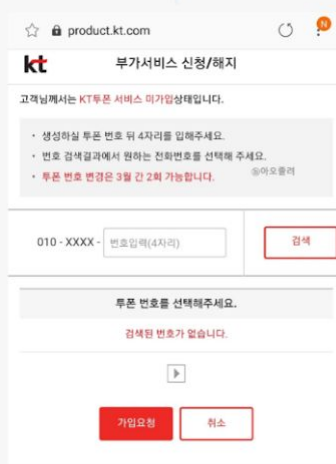 product.kt.com
N
kt 부가서비스 신청/해지
고객님께서는 KT투폰 서비스 미가입상태입니다.
· 생성하실 투폰 번호 뒤 4자리를 입해주세요.
· 번호 검색결과에서 원하는 전화번호를 선택해 주세요.
· 투폰 번호 변경은 3월 간 2회 가능합니다.
@아오졸려
010 - XXXX - 번호입력(4자리) 검색
투폰 번호를 선택해주세요.
검색된 번호가 없습니다.
가입요청 취소